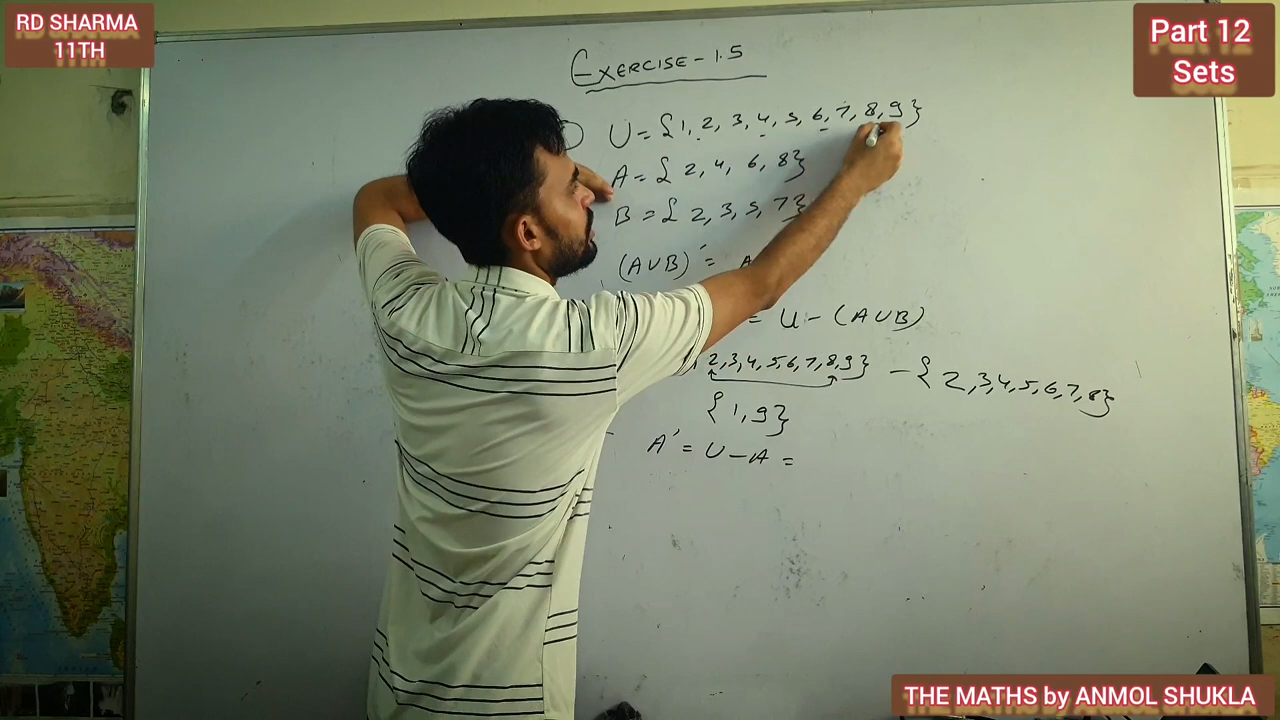 RD SHARMA
11TH
Part 12
Sets
EXERCISE-1.5
U={1,2,3,4,5,6,7,8,9}
A={2,4,6,8}
B={2,3,5,7}
(AUB)′= A
= U-(AUB)
,2,3,4,5,6,7,8,9} -{2,3,4,5,6,7,8}
{1,9}
A′=U-A=
THE MATHS by ANMOL SHUKLA